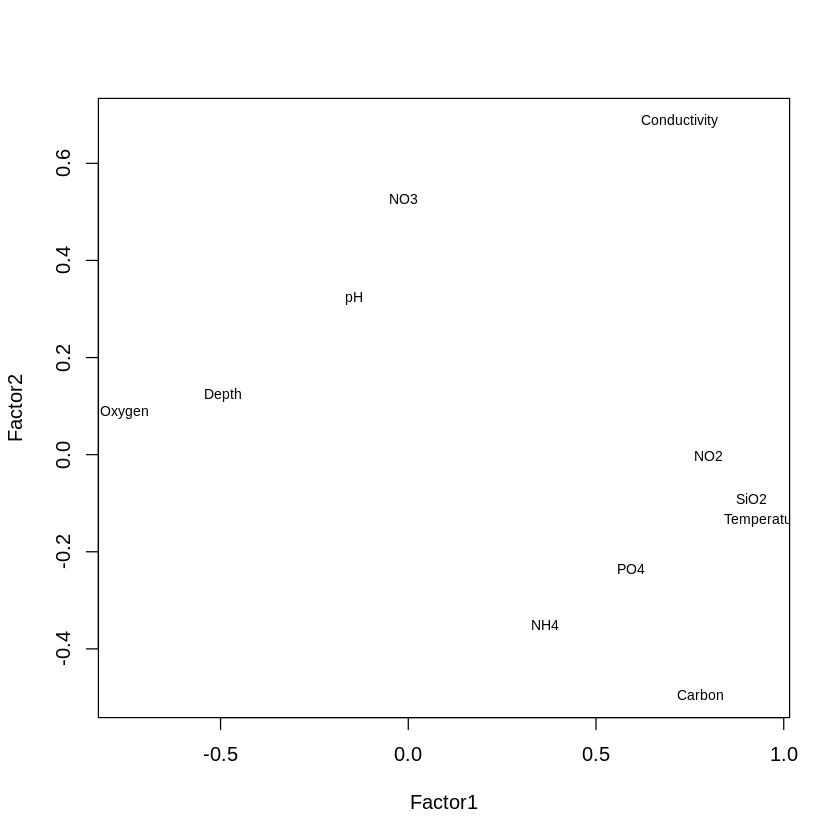 Conductivity
NO3
pH
Depth
Oxygen
NO2
SiO2
Temperatu
PO4
NH4
Carbon
0.6
0.4
0.2
0.0
-0.2
-0.4
Factor2
-0.5
0.0
0.5
1.0
Factor1